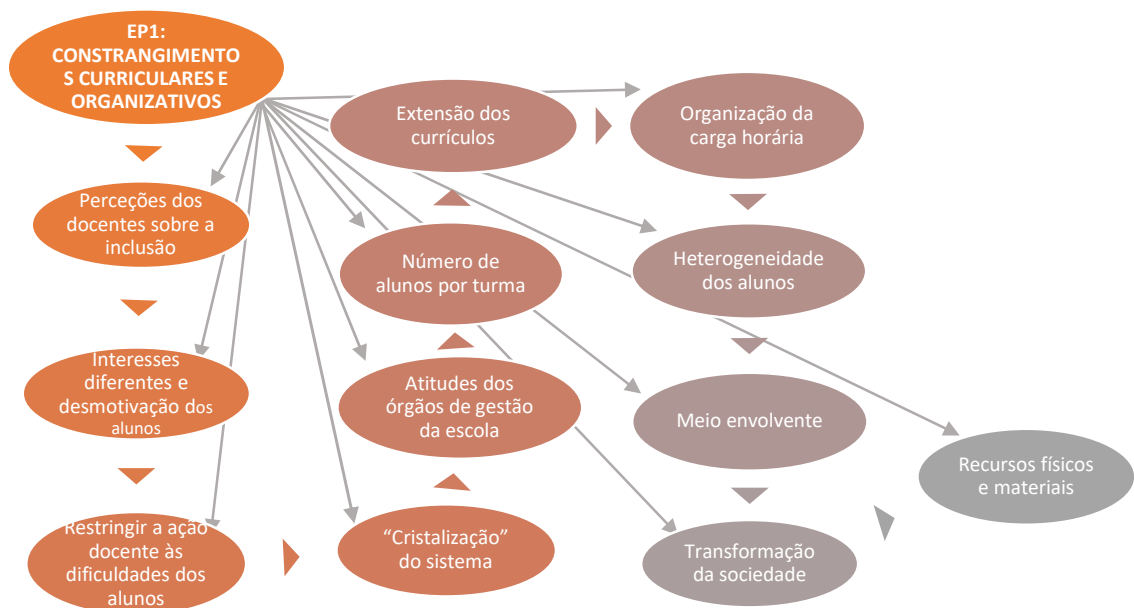 EP1:
CONSTRANGIMENTO
S CURRICULARES E
ORGANIZATIVOS
Perceções dos
docentes sobre a
inclusão
Interesses
diferentes e
desmotivação dos
alunos
Restringir a ação
docente às
dificuldades dos
alunos
"Cristalização"
do sistema
Atitudes dos
órgãos de gestão
da escola
Número de
alunos por turma
Extensão dos
currículos
Organização da
carga horária
Heterogeneidade
dos alunos
Meio envolvente
Transformação
da sociedade
Recursos físicos
e materiais